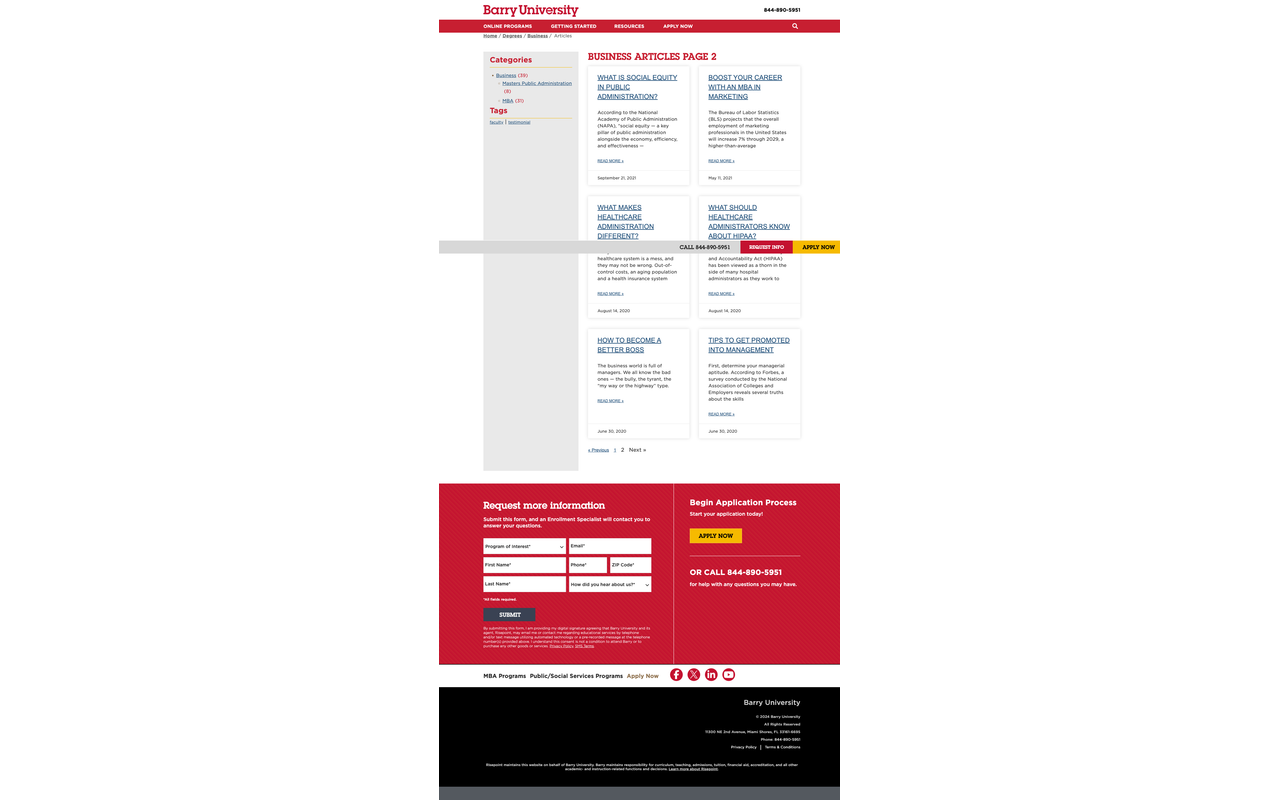 Barry University
844-890-5951
ONLINE PROGRAMS GETTING STARTED RESOURCES APPLY NOW
Home / Degrees / Business / Articles
Categories
Business (39)
Masters Public Administration
(8)
MBA (31)
Tags
faculty | testimonial
BUSINESS ARTICLES PAGE 2
WHAT IS SOCIAL EQUITY
IN PUBLIC
ADMINISTRATION?
According to the National
Academy of Public Administration
(NAPA), "social equity — a key
pillar of public administration
alongside the economy, efficiency,
and effectiveness —
READ MORE »
September 21, 2021
BOOST YOUR CAREER
WITH AN MBA IN
MARKETING
The Bureau of Labor Statistics
(BLS) projects that the overall
employment of marketing
professionals in the United States
will increase 7% through 2029, a
higher-than-average
READ MORE »
May 11, 2021
WHAT MAKES
HEALTHCARE
ADMINISTRATION
DIFFERENT?
healthcare system is a mess, and
they may not be wrong. Out-of-
control costs, an aging population
and a health insurance system
READ MORE »
August 14, 2020
WHAT SHOULD
HEALTHCARE
ADMINISTRATORS KNOW
ABOUT HIPAA?
and Accountability Act (HIPAA)
has been viewed as a thorn in the
side of many hospital
administrators as they work to
READ MORE »
August 14, 2020
CALL 844-890-5951 REQUEST INFO APPLY NOW
HOW TO BECOME A
BETTER BOSS
The business world is full of
managers. We all know the bad
ones — the bully, the tyrant, the
"my way or the highway" type.
READ MORE »
June 30, 2020
TIPS TO GET PROMOTED
INTO MANAGEMENT
First, determine your managerial
aptitude. According to Forbes, a
survey conducted by the National
Association of Colleges and
Employers reveals several truths
about the skills
READ MORE »
June 30, 2020
« Previous 1 2 Next »
Request more information
Submit this form, and an Enrollment Specialist will contact you to
answer your questions.
Program of Interest* Email*
First Name* Phone* ZIP Code*
Last Name* How did you hear about us?*
*All fields required.
SUBMIT
By submitting this form, I am providing my digital signature agreeing that Barry University and its
agent, Risepoint, may email me or contact me regarding educational services by telephone
and/or text message utilizing automated technology or a pre-recorded message at the telephone
number(s) provided above. I understand this consent is not a condition to attend Barry or to
purchase any other goods or services. Privacy Policy. SMS Terms
Begin Application Process
Start your application today!
APPLY NOW
OR CALL 844-890-5951
for help with any questions you may have.
MBA Programs Public/Social Services Programs Apply Now
Barry University
© 2024 Barry University
All Rights Reserved
11300 NE 2nd Avenue, Miami Shores, FL 33161-6695
Phone: 844-890-5951
Privacy Policy | Terms & Conditions
Risepoint maintains this website on behalf of Barry University. Barry maintains responsibility for curriculum, teaching, admissions, tuition, financial aid, accreditation, and all other
academic- and instruction-related functions and decisions. Learn more about Risepoint.